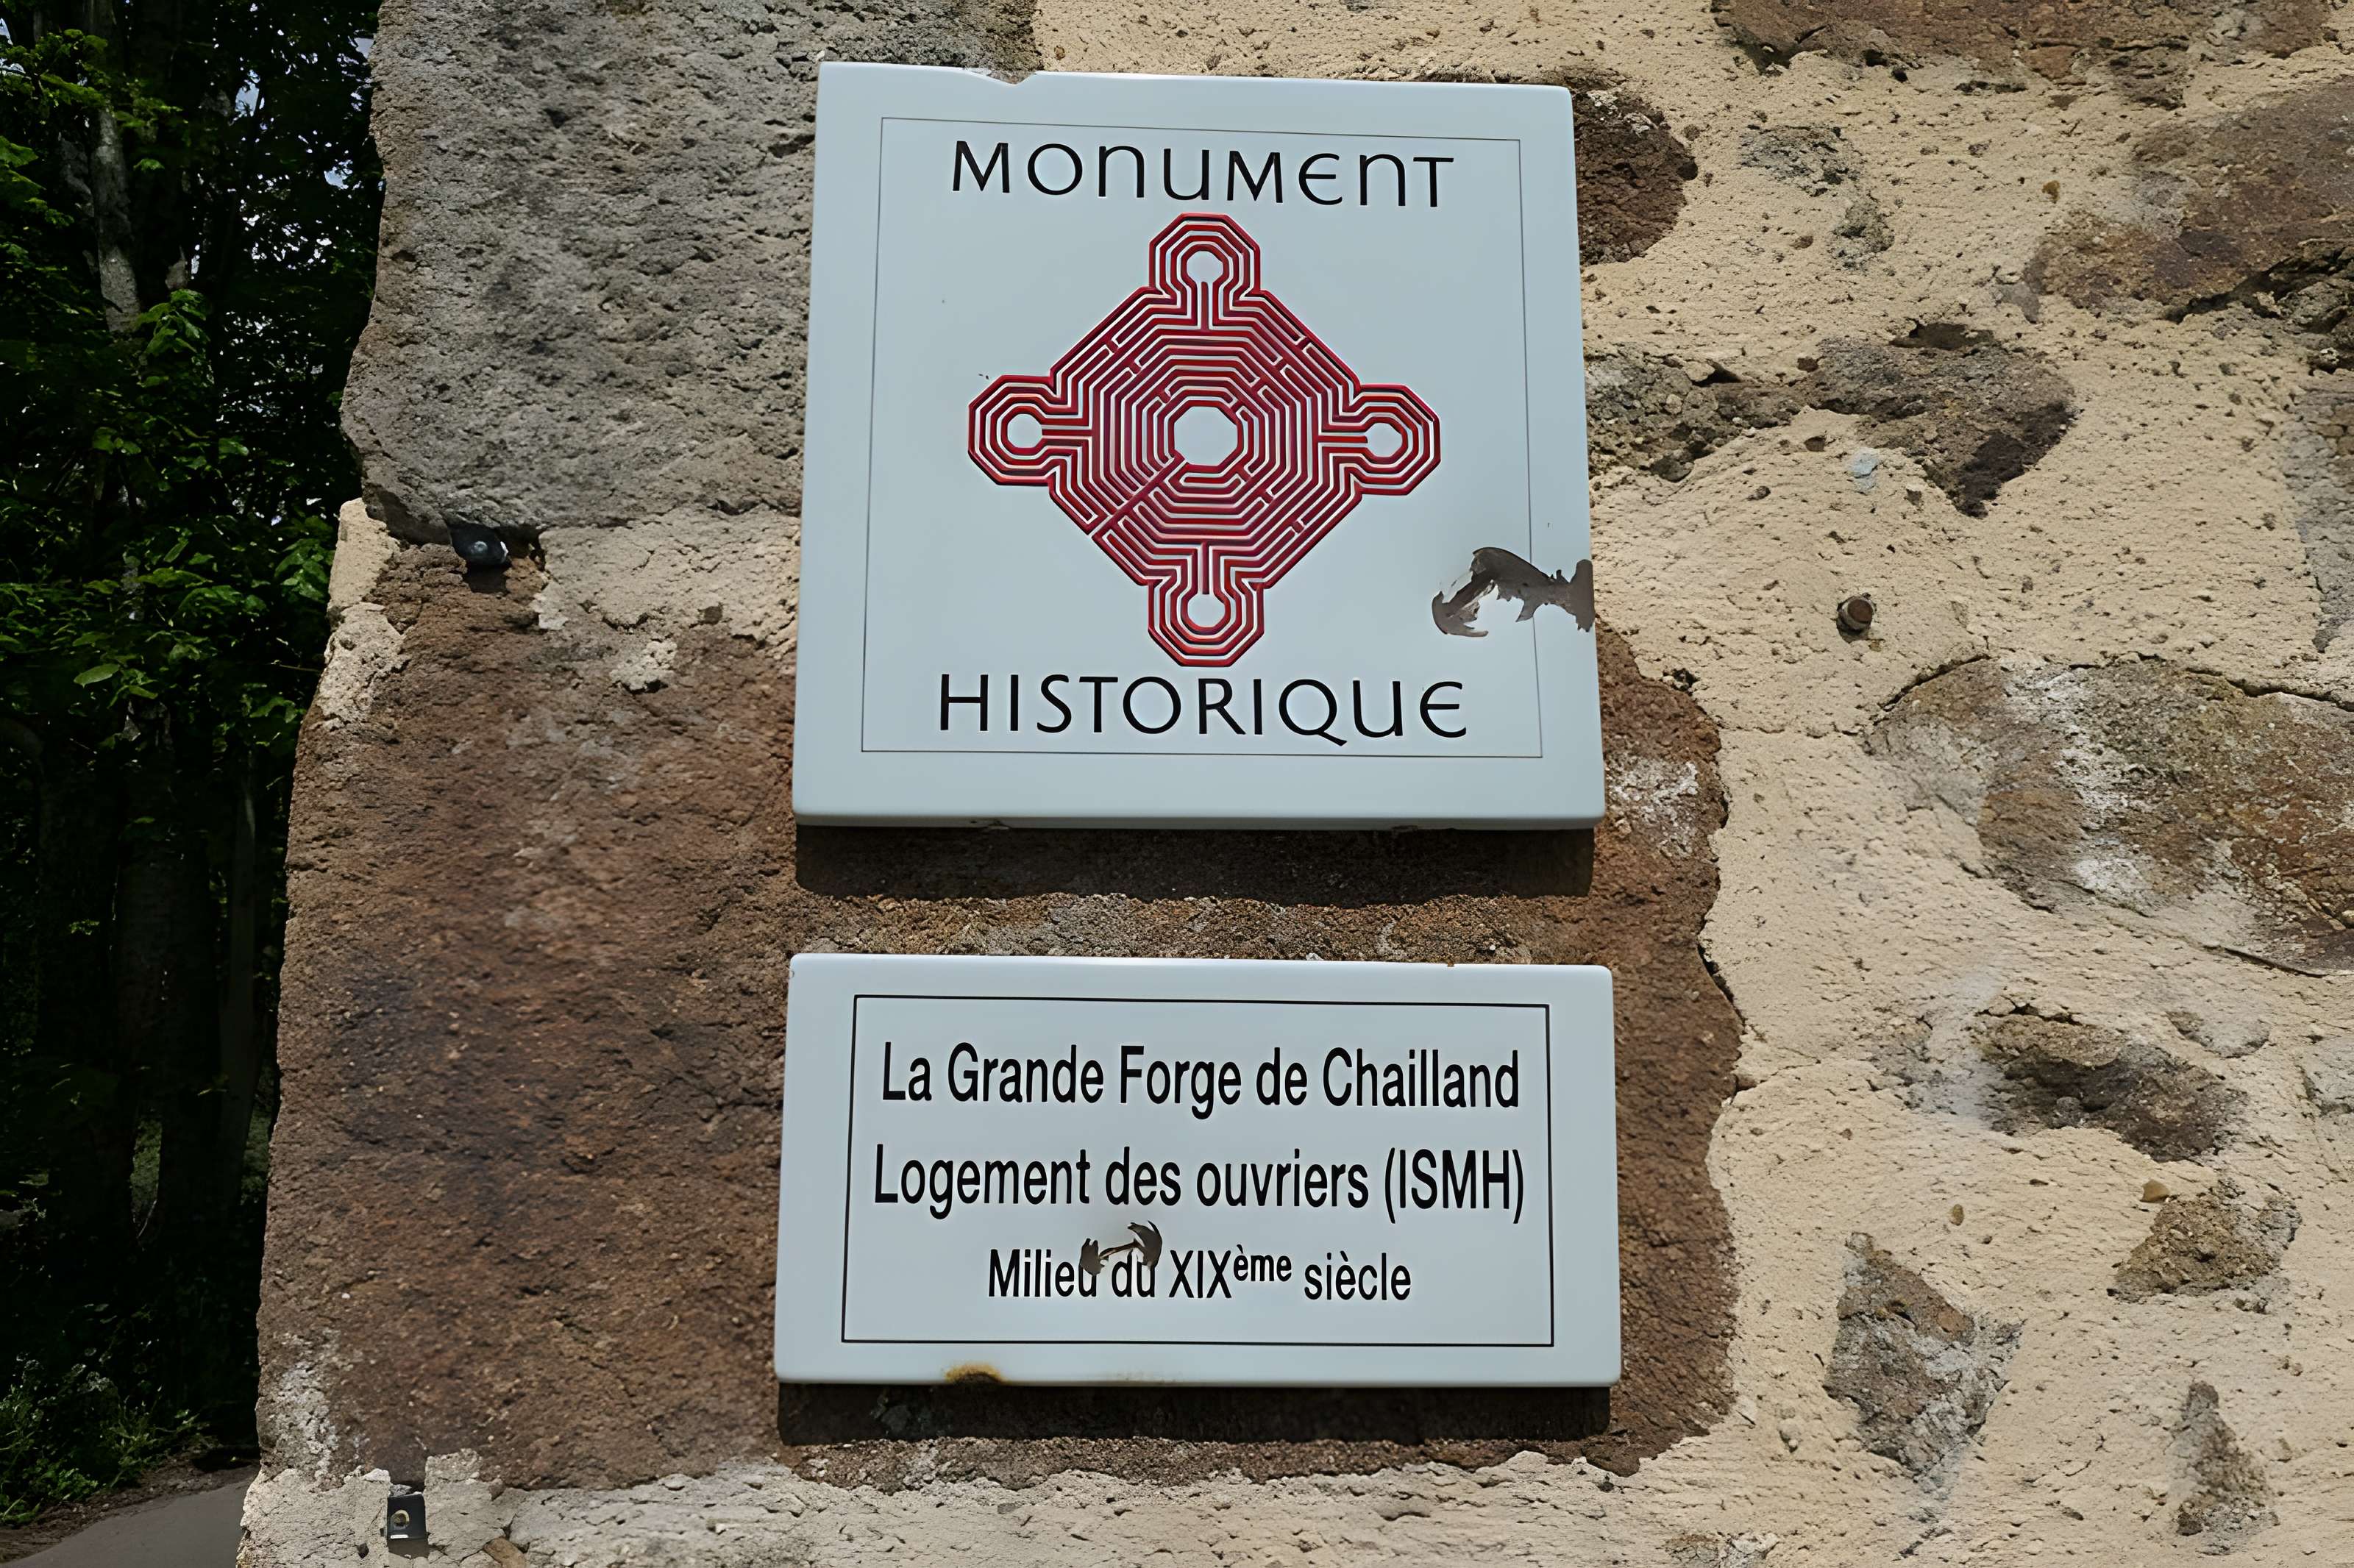 MONUMENT
HISTORIQUE
La Grande Forge de Chailland
Logement des ouvriers (ISMH)
Milieu du XIXème siècle